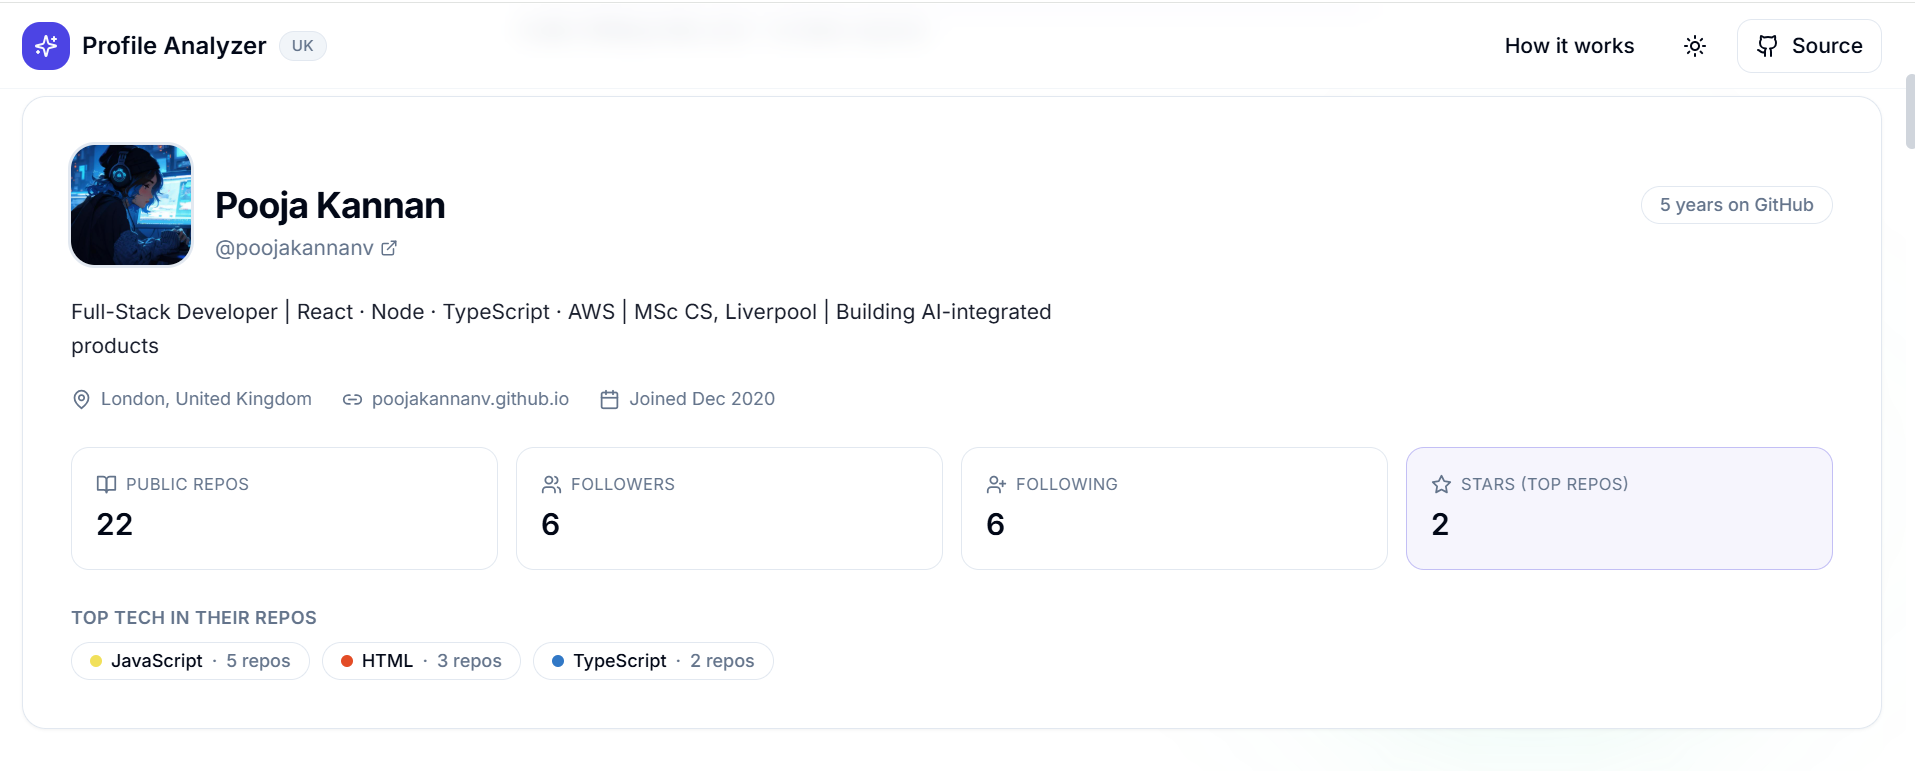 Profile Analyzer UK
How it works
Source
Pooja Kannan
@poojakannanv
5 years on GitHub
Full-Stack Developer | React · Node · TypeScript · AWS | MSc CS, Liverpool | Building AI-integrated
products
London, United Kingdom
poojakannanv.github.io
Joined Dec 2020
PUBLIC REPOS
22
FOLLOWERS
6
FOLLOWING
6
STARS (TOP REPOS)
2
TOP TECH IN THEIR REPOS
JavaScript · 5 repos
HTML · 3 repos
TypeScript · 2 repos